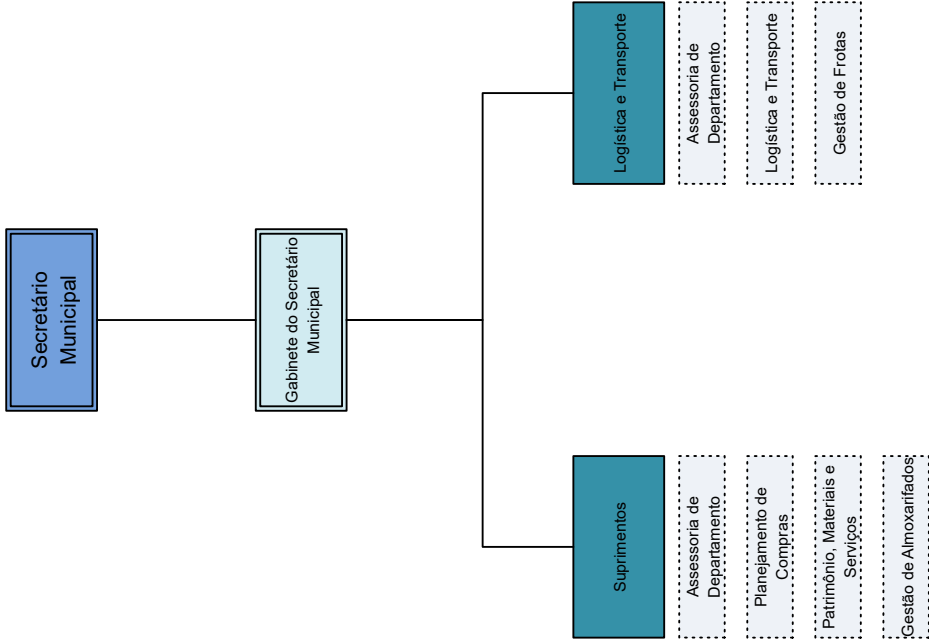 Secretário
Municipal
Gabinete do Secretário
Municipal
Suprimentos
Assessoria de
Departamento
Planejamento de
Compras
Patrimônio, Materiais e
Serviços
Gestão de Almoxarifados
Logística e Transporte
Assessoria de
Departamento
Logística e Transporte
Gestão de Frotas